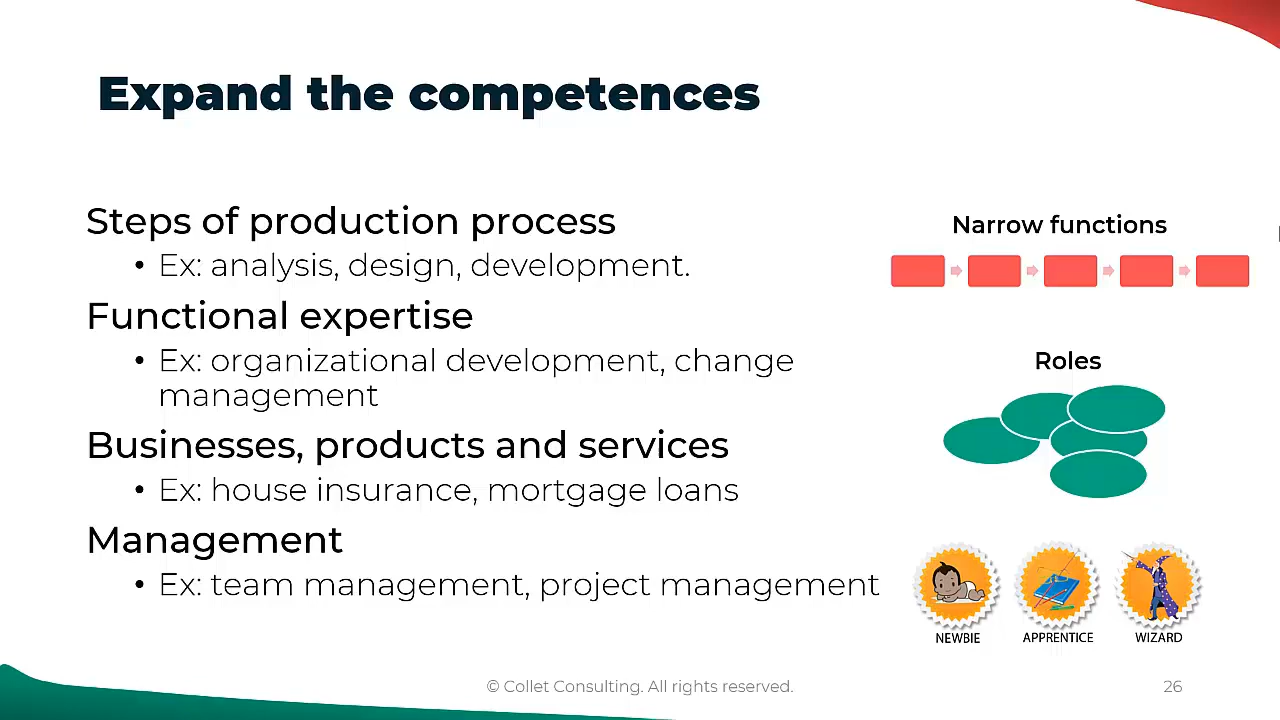 Expand the competences
Steps of production process
• Ex: analysis, design, development.
Functional expertise
• Ex: organizational development, change
management
Businesses, products and services
• Ex: house insurance, mortgage loans
Management
• Ex: team management, project management
Narrow functions
Roles
NEWBIE
APPRENTICE
WIZARD
© Collet Consulting. All rights reserved.
26